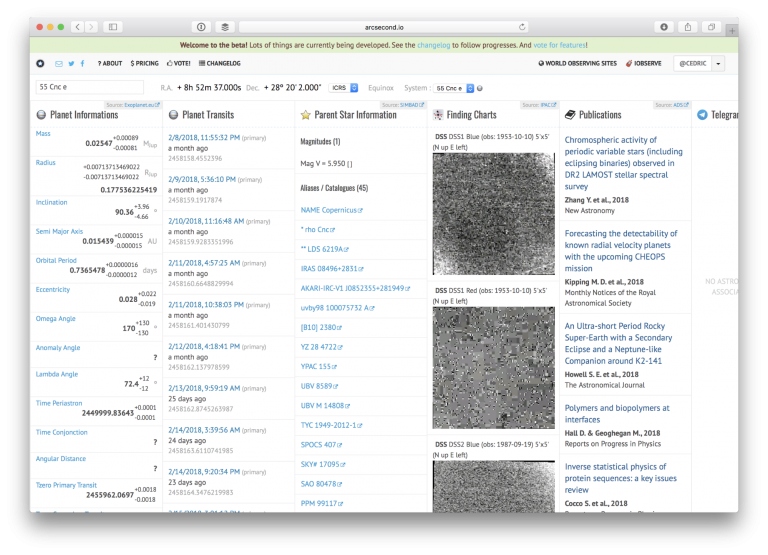 arcsecond.io
Welcome to the beta! Lots of things are currently being developed. See the changelog to follow progresses. And vote for features!
? ABOUT $ PRICING VOTE! CHANGELOG WORLD OBSERVING SITES IOBSERVE @CEDRIC
55 Cnc e R.A. + 8h 52m 37.000s Dec. + 28° 20' 2.000" ICRS Equinox System : 55 Cnc e
Source: Exoplanet.eu
Planet Informations
Mass
0.02547 +0.00089 -0.00081 MJup
Radius
+0.00713713469022
-0.00713713469022 RJup
0.177536225419
Inclination
90.36 +3.96 -4.66 °
Semi Major Axis
0.015439 +0.000015 -0.000015 AU
Orbital Period
0.7365478 +0.0000016 -0.0000012 days
Eccentricity
0.028 +0.022 -0.019
Omega Angle
170 +130 -130 °
Anomaly Angle
?
Lambda Angle
72.4 +12 -12 °
Time Periastron
2449999.83643 +0.0001 -0.0001
Time Conjonction
?
Angular Distance
?
Tzero Primary Transit
2455962.0697 +0.0018 -0.0018
Planet Transits
2/8/2018, 11:55:52 PM (primary)
a month ago
2458158.4552396
2/9/2018, 5:36:10 PM (primary)
a month ago
2458159.1917874
2/10/2018, 11:16:48 AM (primary)
a month ago
2458159.9283351996
2/11/2018, 4:57:25 AM (primary)
a month ago
2458160.6648829994
2/11/2018, 10:38:03 PM (primary)
a month ago
2458161.401430799
2/12/2018, 4:18:41 PM (primary)
a month ago
2458162.137978599
2/13/2018, 9:59:19 AM (primary)
25 days ago
2458162.8745263987
2/14/2018, 3:39:56 AM (primary)
24 days ago
2458163.6110741985
2/14/2018, 9:20:34 PM (primary)
23 days ago
2458164.3476219983
Source: SIMBAD
Parent Star Information
Magnitudes (1)
Mag V = 5.950 []
Aliases / Catalogues (45)
NAME Copernicus
* rho Cnc
** LDS 6219A
IRAS 08496+2831
AKARI-IRC-V1 J0852355+281949
uvby98 100075732 A
[B10] 2380
YZ 28 4722
YPAC 155
UBV 8589
UBV M 14808
TYC 1949-2012-1
SPOCS 407
SKY# 17095
SAO 80478
PPM 99117
Source: IPAC
Finding Charts
DSS DSS1 Blue (obs: 1953-10-10) 5'x5'
(N up E left)
DSS DSS1 Red (obs: 1953-10-10) 5'x5'
(N up E left)
DSS DSS2 Blue (obs: 1987-09-19) 5'x5'
(N up E left)
Source: ADS
Publications
Chromospheric activity of
periodic variable stars (including
eclipsing binaries) observed in
DR2 LAMOST stellar spectral
survey
Zhang Y. et al., 2018
New Astronomy
Forecasting the detectability of
known radial velocity planets
with the upcoming CHEOPS
mission
Kipping M. D. et al., 2018
Monthly Notices of the Royal
Astronomical Society
An Ultra-short Period Rocky
Super-Earth with a Secondary
Eclipse and a Neptune-like
Companion around K2-141
Howell S. E. et al., 2018
The Astronomical Journal
Polymers and biopolymers at
interfaces
Hall D. & Geoghegan M., 2018
Reports on Progress in Physics
Inverse statistical physics of
protein sequences: a key issues
review
Cocco S. et al., 2018
Telegra
NO ASTRO
ASSOCIA